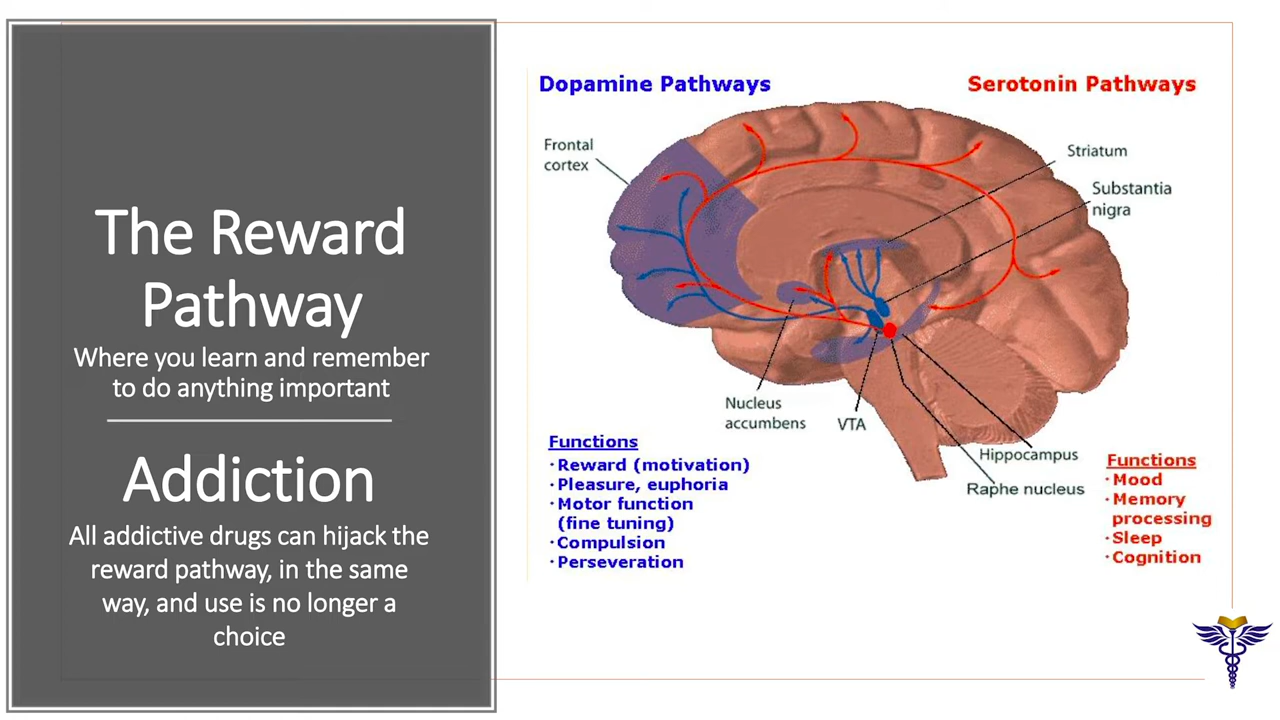 The Reward
Pathway
Where you learn and remember
to do anything important
Addiction
All addictive drugs can hijack the
reward pathway, in the same
way, and use is no longer a
choice
Dopamine Pathways
Serotonin Pathways
Frontal
cortex
Striatum
Substantia
nigra
Nucleus
accumbens
VTA
Hippocampus
Raphe nucleus
Functions
·Reward (motivation)
·Pleasure, euphoria
·Motor function
(fine tuning)
·Compulsion
·Perseveration
Functions
·Mood
·Memory
processing
·Sleep
·Cognition